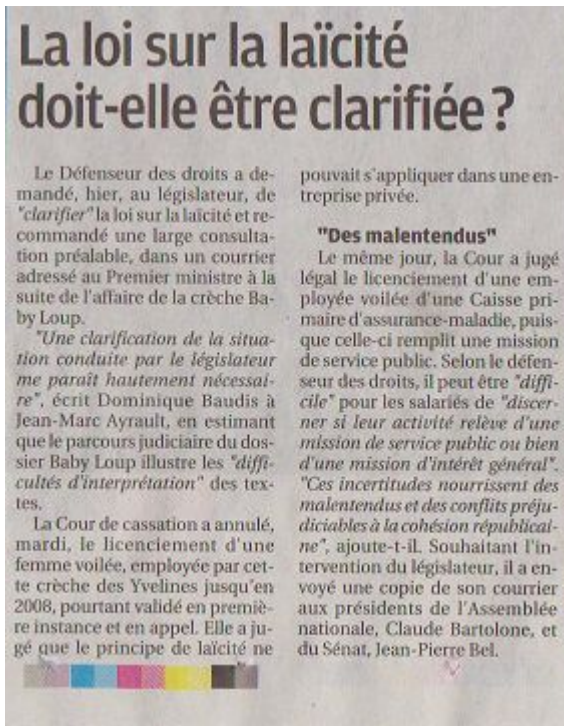 La loi sur la laïcité
doit-elle être clarifiée ?
Le Défenseur des droits a de-
mandé, hier, au législateur, de
"clarifier" la loi sur la laïcité et re-
commandé une large consulta-
tion préalable, dans un courrier
adressé au Premier ministre à la
suite de l'affaire de la crèche Ba-
by Loup.
"Une clarification de la situa-
tion conduite par le législateur
me paraît hautement nécessai-
re", écrit Dominique Baudis à
Jean-Marc Ayrault, en estimant
que le parcours judiciaire du dos-
sier Baby Loup illustre les "diffi-
cultés d'interprétation" des tex-
tes.
La Cour de cassation a annulé,
mardi, le licenciement d'une
femme voilée, employée par cet-
te crèche des Yvelines jusqu'en
2008, pourtant validé en premiè-
re instance et en appel. Elle a ju-
gé que le principe de laïcité ne
pouvait s'appliquer dans une en-
treprise privée.
"Des malentendus"
Le même jour, la Cour a jugé
légal le licenciement d'une em-
ployée voilée d'une Caisse pri-
maire d'assurance-maladie, puis-
que celle-ci remplit une mission
de service public. Selon le défen-
seur des droits, il peut être "diffi-
cile" pour les salariés de "discer-
ner si leur activité relève d'une
mission de service public ou bien
d'une mission d'intérêt général".
"Ces incertitudes nourrissent des
malentendus et des conflits préju-
diciables à la cohésion républicai-
ne", ajoute-t-il. Souhaitant l'in-
tervention du législateur, il a en-
voyé une copie de son courrier
aux présidents de l'Assemblée
nationale, Claude Bartolone, et
du Sénat, Jean-Pierre Bel.